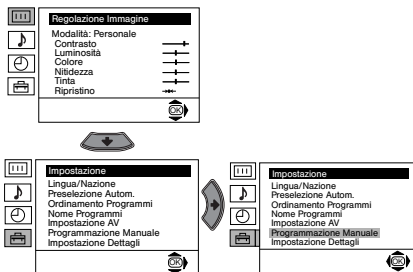 Regolazione Immagine
Modalità: Personale
Contrasto
Luminosità
Colore
Nitidezza
Tinta
Ripristino
OK
Impostazione
Lingua/Nazione
Preselezione Autom.
Ordinamento Programmi
Nome Programmi
Impostazione AV
Programmazione Manuale
Impostazione Dettagli
OK
Impostazione
Lingua/Nazione
Preselezione Autom.
Ordinamento Programmi
Nome Programmi
Impostazione AV
Programmazione Manuale
Impostazione Dettagli
OK